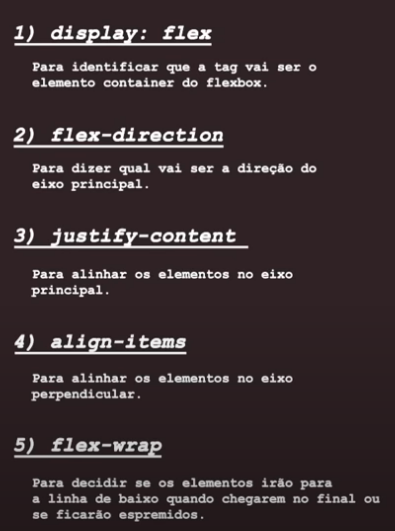 1) display: flex
Para identificar que a tag vai ser o
elemento container do flexbox.
2) flex-direction
Para dizer qual vai ser a direção do
eixo principal.
3) justify-content
Para alinhar os elementos no eixo
principal.
4) align-items
Para alinhar os elementos no eixo
perpendicular.
5) flex-wrap
Para decidir se os elementos irão para
a linha de baixo quando chegarem no final ou
se ficarão espremidos.